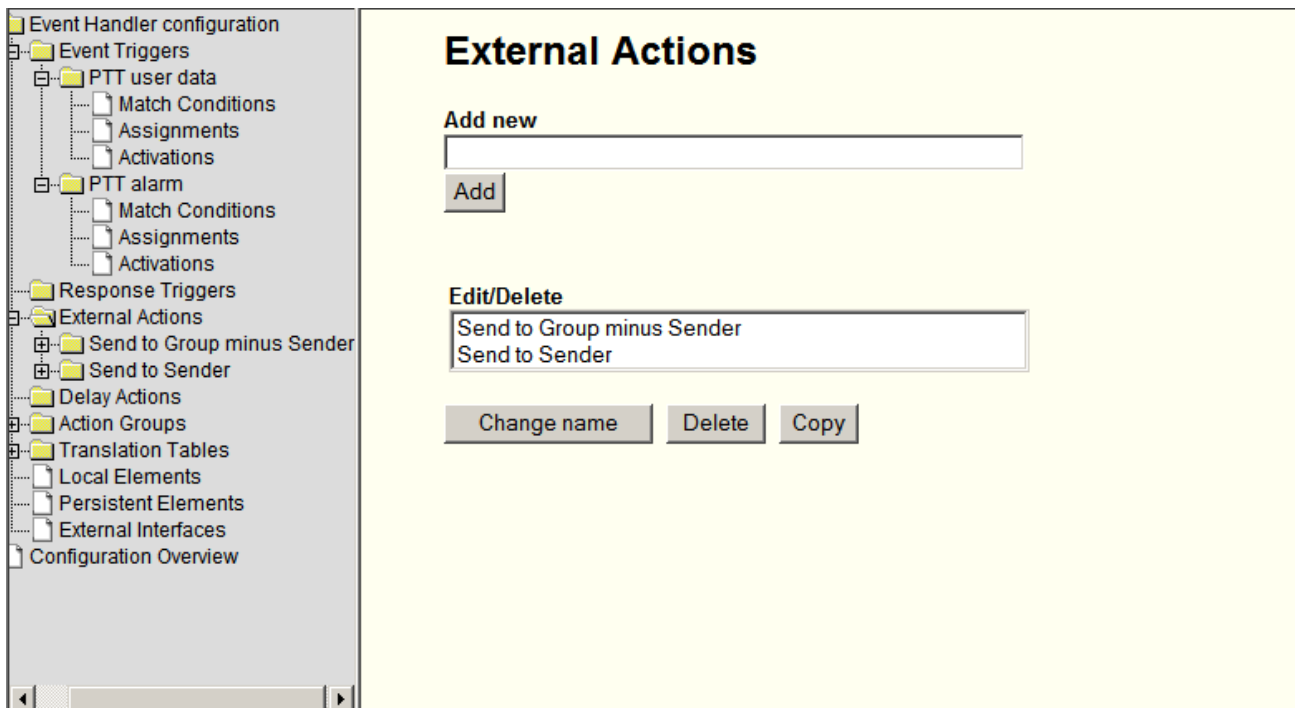 Event Handler configuration
Event Triggers
PTT user data
Match Conditions
Assignments
Activations
PTT alarm
Match Conditions
Assignments
Activations
Response Triggers
External Actions
Send to Group minus Sender
Send to Sender
Delay Actions
Action Groups
Translation Tables
Local Elements
Persistent Elements
External Interfaces
Configuration Overview
External Actions
Add new
Add
Edit/Delete
Send to Group minus Sender
Send to Sender
Change name Delete Copy